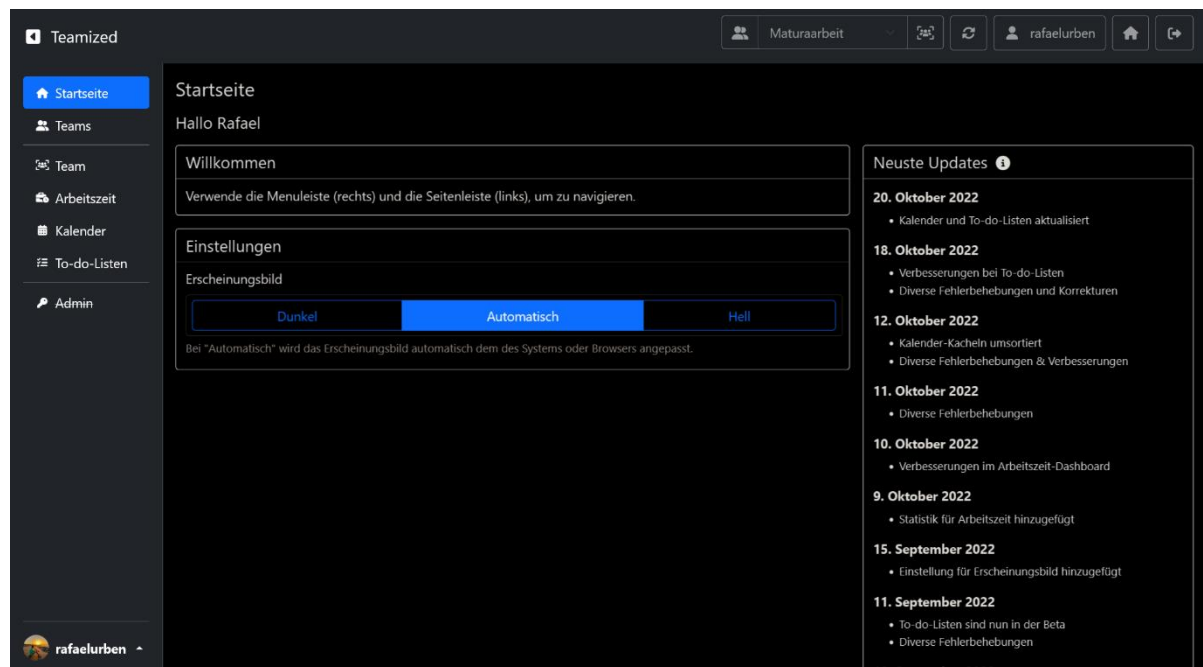 Teamized
Maturaarbeit
rafaelurben
Startseite
Teams
Team
Arbeitszeit
Kalender
To-do-Listen
Admin
rafaelurben
Startseite
Hallo Rafael
Willkommen
Verwende die Menuleiste (rechts) und die Seitenleiste (links), um zu navigieren.
Einstellungen
Erscheinungsbild
Dunkel
Automatisch
Hell
Bei "Automatisch" wird das Erscheinungsbild automatisch dem des Systems oder Browsers angepasst.
Neuste Updates
20. Oktober 2022
• Kalender und To-do-Listen aktualisiert
18. Oktober 2022
• Verbesserungen bei To-do-Listen
• Diverse Fehlerbehebungen und Korrekturen
12. Oktober 2022
• Kalender-Kacheln umsortiert
• Diverse Fehlerbehebungen & Verbesserungen
11. Oktober 2022
• Diverse Fehlerbehebungen
10. Oktober 2022
• Verbesserungen im Arbeitszeit-Dashboard
9. Oktober 2022
• Statistik für Arbeitszeit hinzugefügt
15. September 2022
• Einstellung für Erscheinungsbild hinzugefügt
11. September 2022
• To-do-Listen sind nun in der Beta
• Diverse Fehlerbehebungen